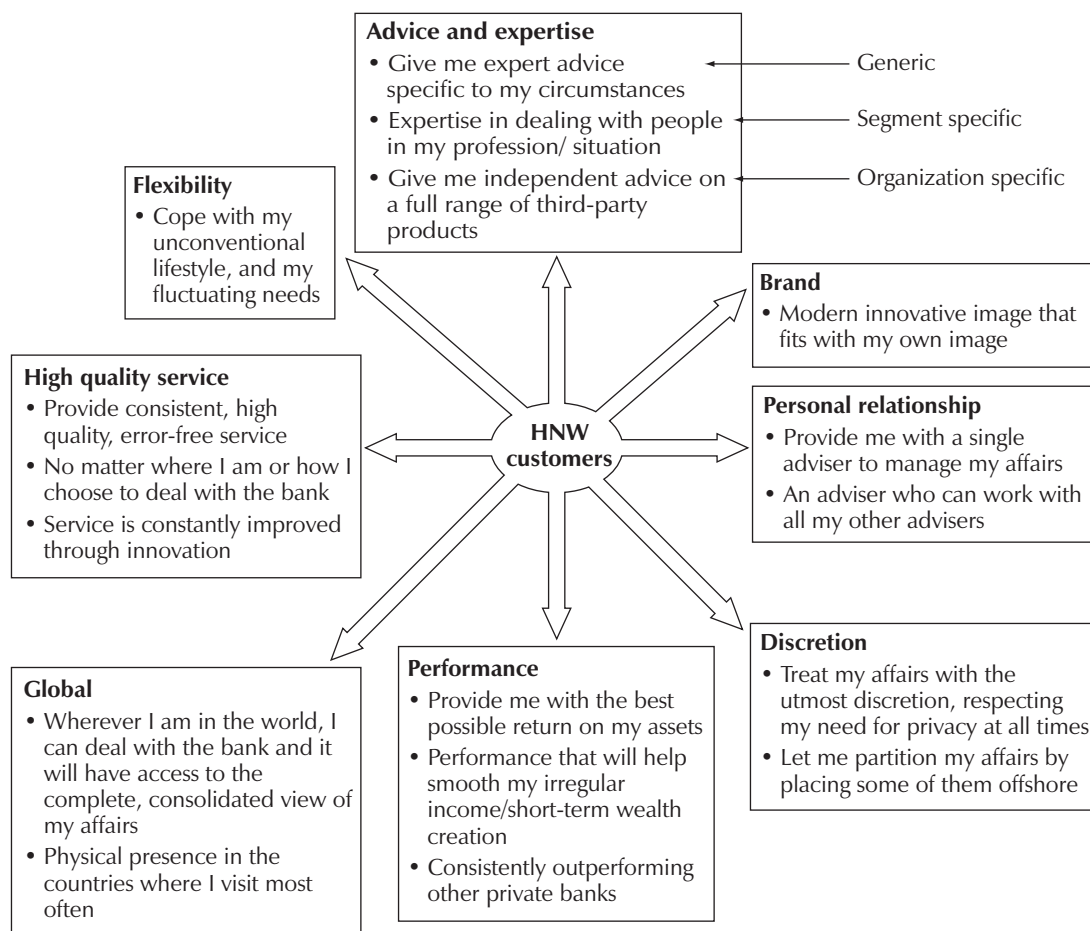 Advice and expertise
• Give me expert advice
specific to my circumstances
• Expertise in dealing with people
in my profession/ situation
• Give me independent advice on
a full range of third-party
products
Generic
Segment specific
Organization specific
Flexibility
• Cope with my
unconventional
lifestyle, and my
fluctuating needs
Brand
• Modern innovative image that
fits with my own image
High quality service
• Provide consistent, high
quality, error-free service
• No matter where I am or how I
choose to deal with the bank
• Service is constantly improved
through innovation
HNW
customers
Personal relationship
• Provide me with a single
adviser to manage my affairs
• An adviser who can work with
all my other advisers
Global
• Wherever I am in the world, I
can deal with the bank and it
will have access to the
complete, consolidated view of
my affairs
• Physical presence in the
countries where I visit most
often
Performance
• Provide me with the best
possible return on my assets
• Performance that will help
smooth my irregular
income/short-term wealth
creation
• Consistently outperforming
other private banks
Discretion
• Treat my affairs with the
utmost discretion, respecting
my need for privacy at all times
• Let me partition my affairs by
placing some of them offshore